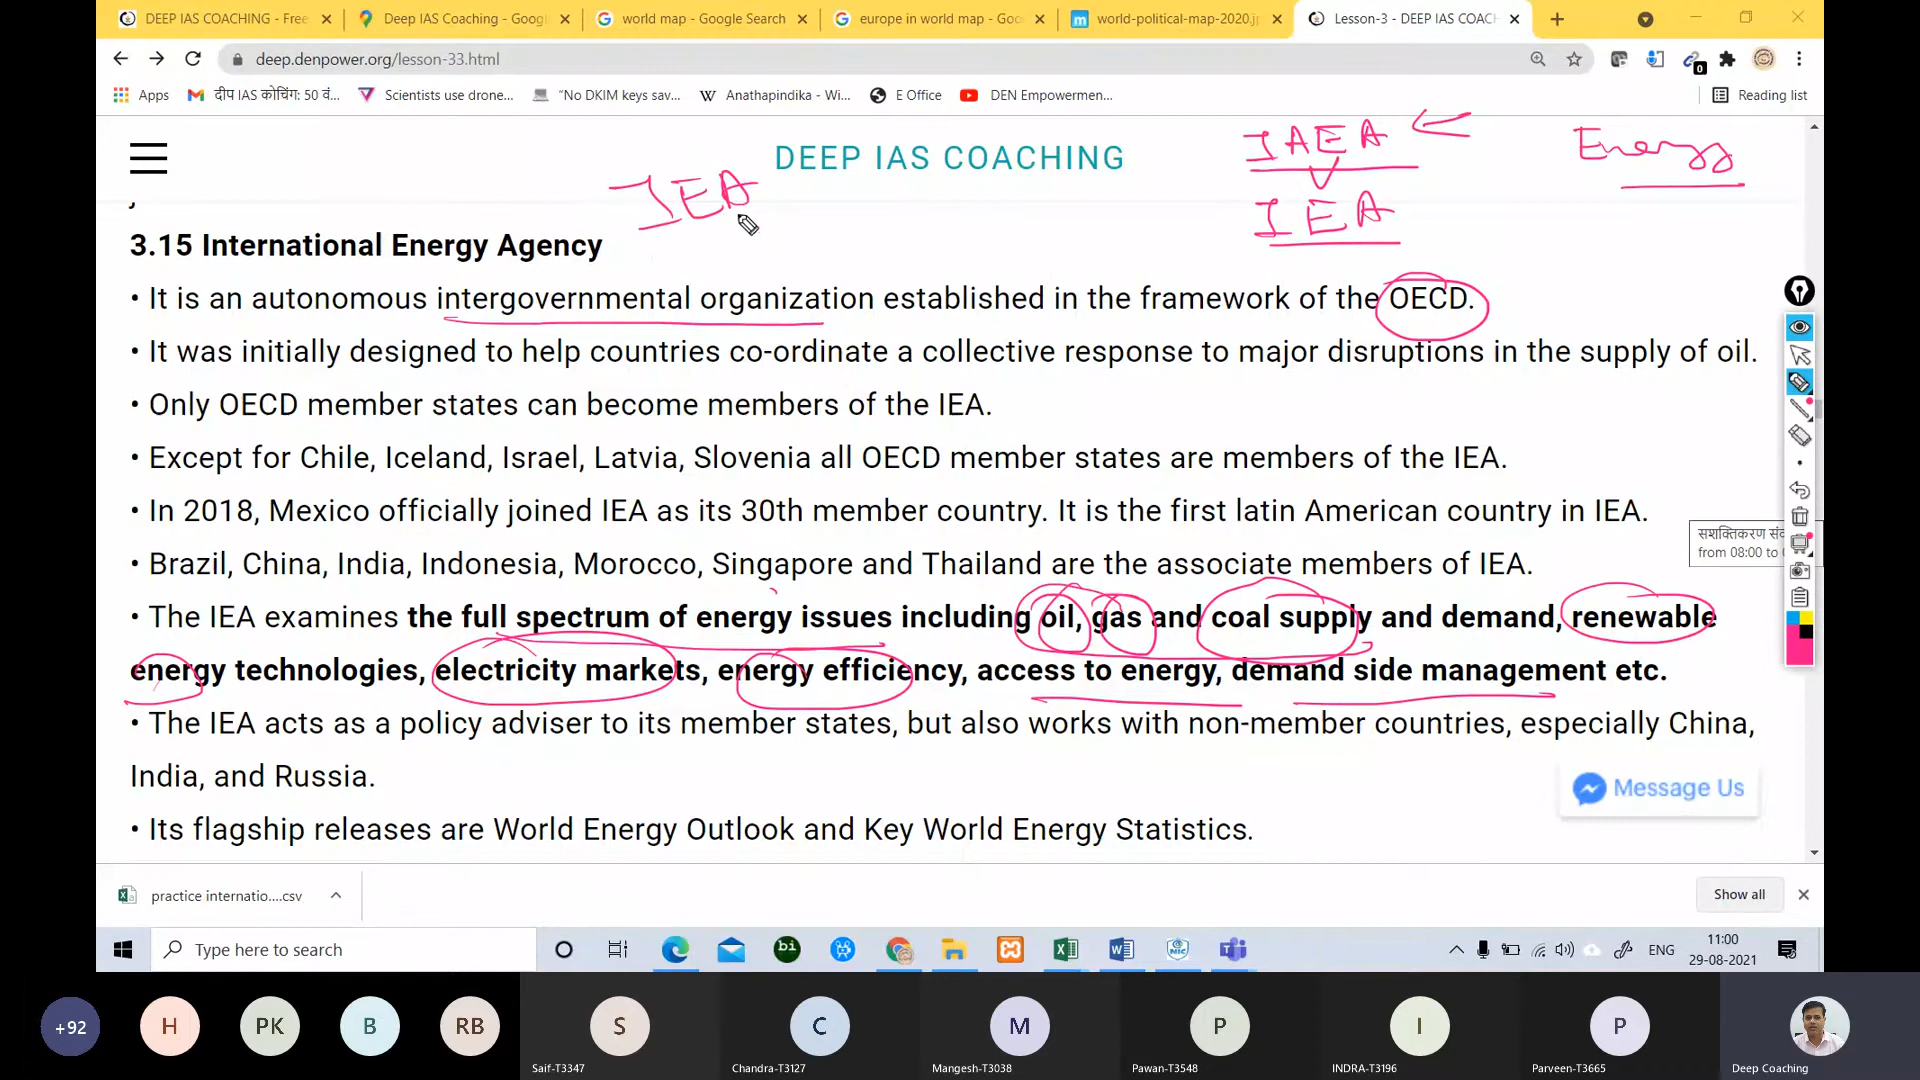 DEEP IAS COACHING - Free
Deep IAS Coaching - Googl
world map - Google Search
europe in world map - Goo
world-political-map-2020.j
Lesson-3 - DEEP IAS COACH
deep.denpower.org/lesson-33.html
Apps
दीप IAS कोचिंग: 50 वं...
Scientists use drone...
"No DKIM keys sav...
Anathapindika - Wi...
E Office
DEN Empowermen...
Reading list
DEEP IAS COACHING
IAEA
Energy
IEA
IEA
3.15 International Energy Agency
• It is an autonomous intergovernmental organization established in the framework of the OECD.
• It was initially designed to help countries co-ordinate a collective response to major disruptions in the supply of oil.
• Only OECD member states can become members of the IEA.
• Except for Chile, Iceland, Israel, Latvia, Slovenia all OECD member states are members of the IEA.
• In 2018, Mexico officially joined IEA as its 30th member country. It is the first latin American country in IEA.
सशक्तिकरण सं
from 08:00 to
• Brazil, China, India, Indonesia, Morocco, Singapore and Thailand are the associate members of IEA.
• The IEA examines the full spectrum of energy issues including oil, gas and coal supply and demand, renewable
energy technologies, electricity markets, energy efficiency, access to energy, demand side management etc.
• The IEA acts as a policy adviser to its member states, but also works with non-member countries, especially China,
India, and Russia.
Message Us
• Its flagship releases are World Energy Outlook and Key World Energy Statistics.
practice internatio....csv
Show all
Type here to search
bi
NIC
ENG
11:00
29-08-2021
+92
H
PK
B
RB
S
C
M
P
I
P
Saif-T3347
Chandra-T3127
Mangesh-T3038
Pawan-T3548
INDRA-T3196
Parveen-T3665
Deep Coaching